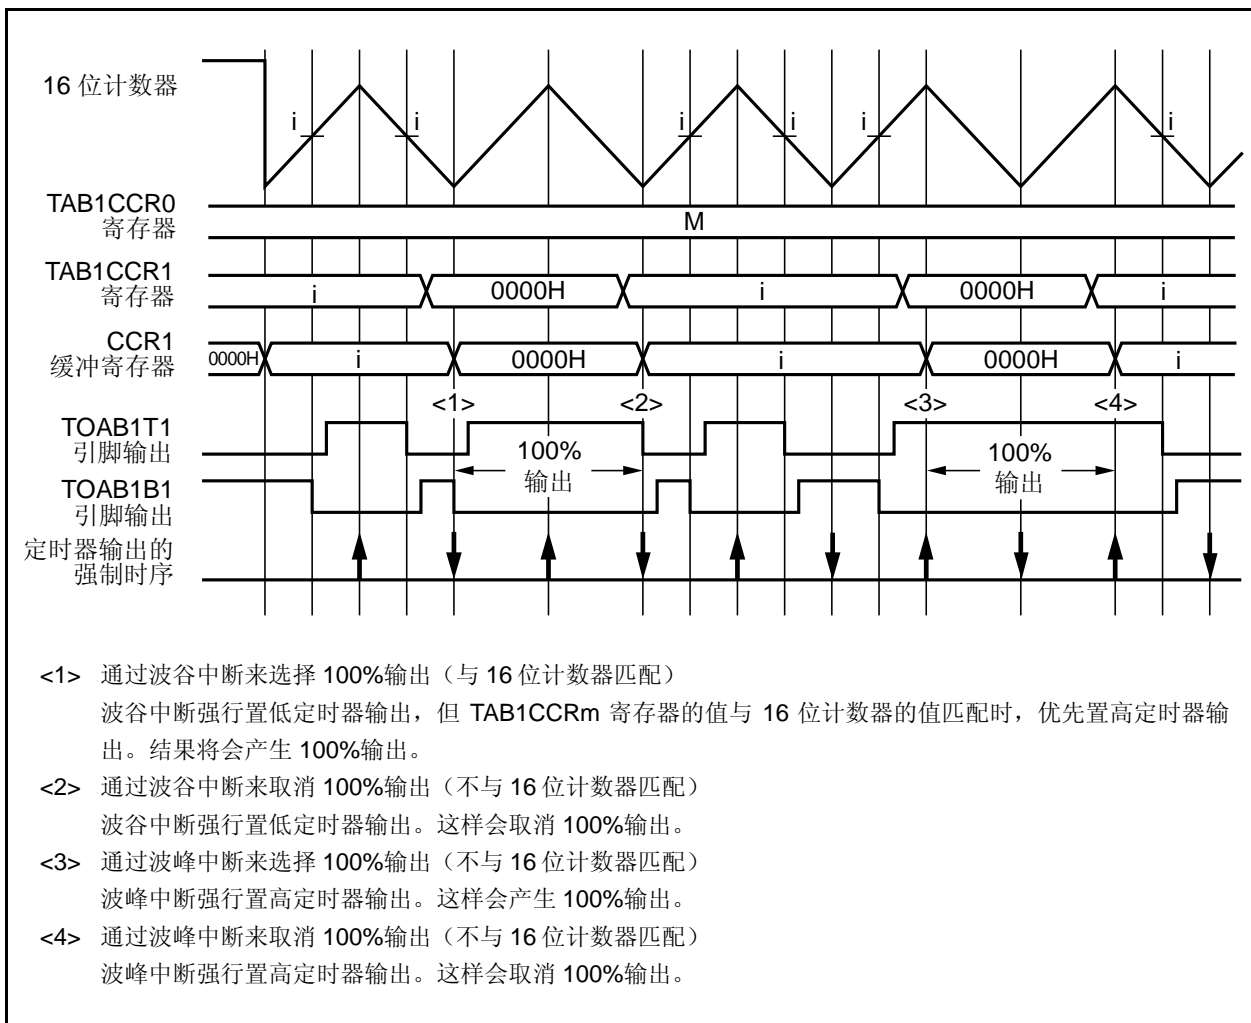 16 位计数器
i
i
i
i
i
i
TAB1CCR0
寄存器
M
TAB1CCR1
寄存器
i
0000H
i
0000H
i
CCR1
缓冲寄存器
0000H
i
0000H
i
0000H
i
<1>
<2>
<3>
<4>
TOAB1T1
引脚输出
100%
输出
100%
输出
TOAB1B1
引脚输出
定时器输出的
强制时序
<1> 通过波谷中断来选择 100%输出（与 16 位计数器匹配）
波谷中断强行置低定时器输出，但 TAB1CCRm 寄存器的值与 16 位计数器的值匹配时，优先置高定时器输
出。结果将会产生 100%输出。
<2> 通过波谷中断来取消 100%输出（不与 16 位计数器匹配）
波谷中断强行置低定时器输出。这样会取消 100%输出。
<3> 通过波峰中断来选择 100%输出（不与 16 位计数器匹配）
波峰中断强行置高定时器输出。这样会产生 100%输出。
<4> 通过波峰中断来取消 100%输出（不与 16 位计数器匹配）
波峰中断强行置高定时器输出。这样会取消 100%输出。